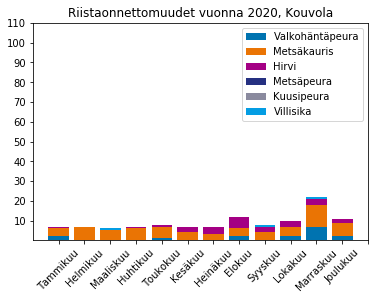 Riistaonnettomuudet vuonna 2020, Kouvola
110
100
90
80
70
60
50
40
30
20
10
Valkohäntäpeura
Metsäkauris
Hirvi
Metsäpeura
Kuusipeura
Villisika
Tammikuu
Helmikuu
Maaliskuu
Huhtikuu
Toukokuu
Kesäkuu
Heinäkuu
Elokuu
Syyskuu
Lokakuu
Marraskuu
Joulukuu